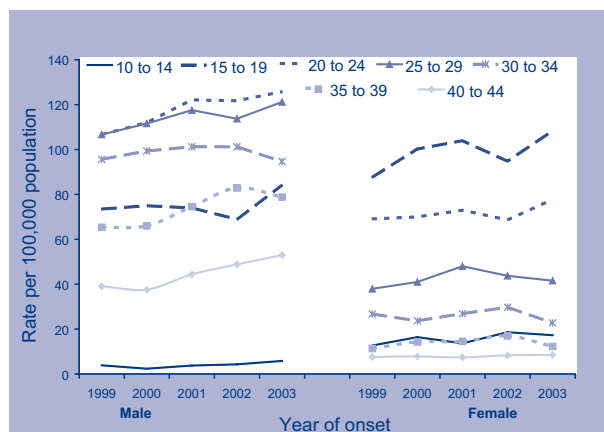 140
120
100
80
60
40
20
0
Rate per 100,000 population
10 to 14 15 to 19 20 to 24 25 to 29 30 to 34
35 to 39 40 to 44
1999 2000 2001 2002 2003 1999 2000 2001 2002 2003
Male Female
Year of onset